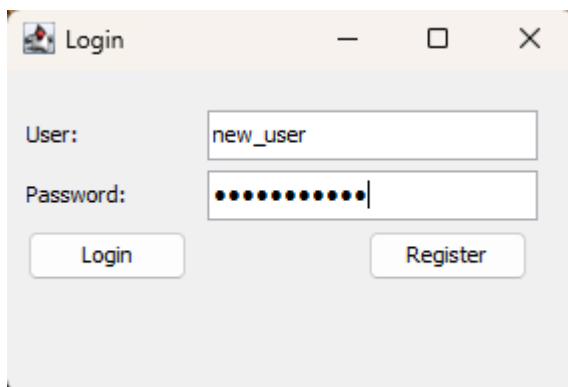 Login
User: new_user
Password: •••••••••••
Login Register